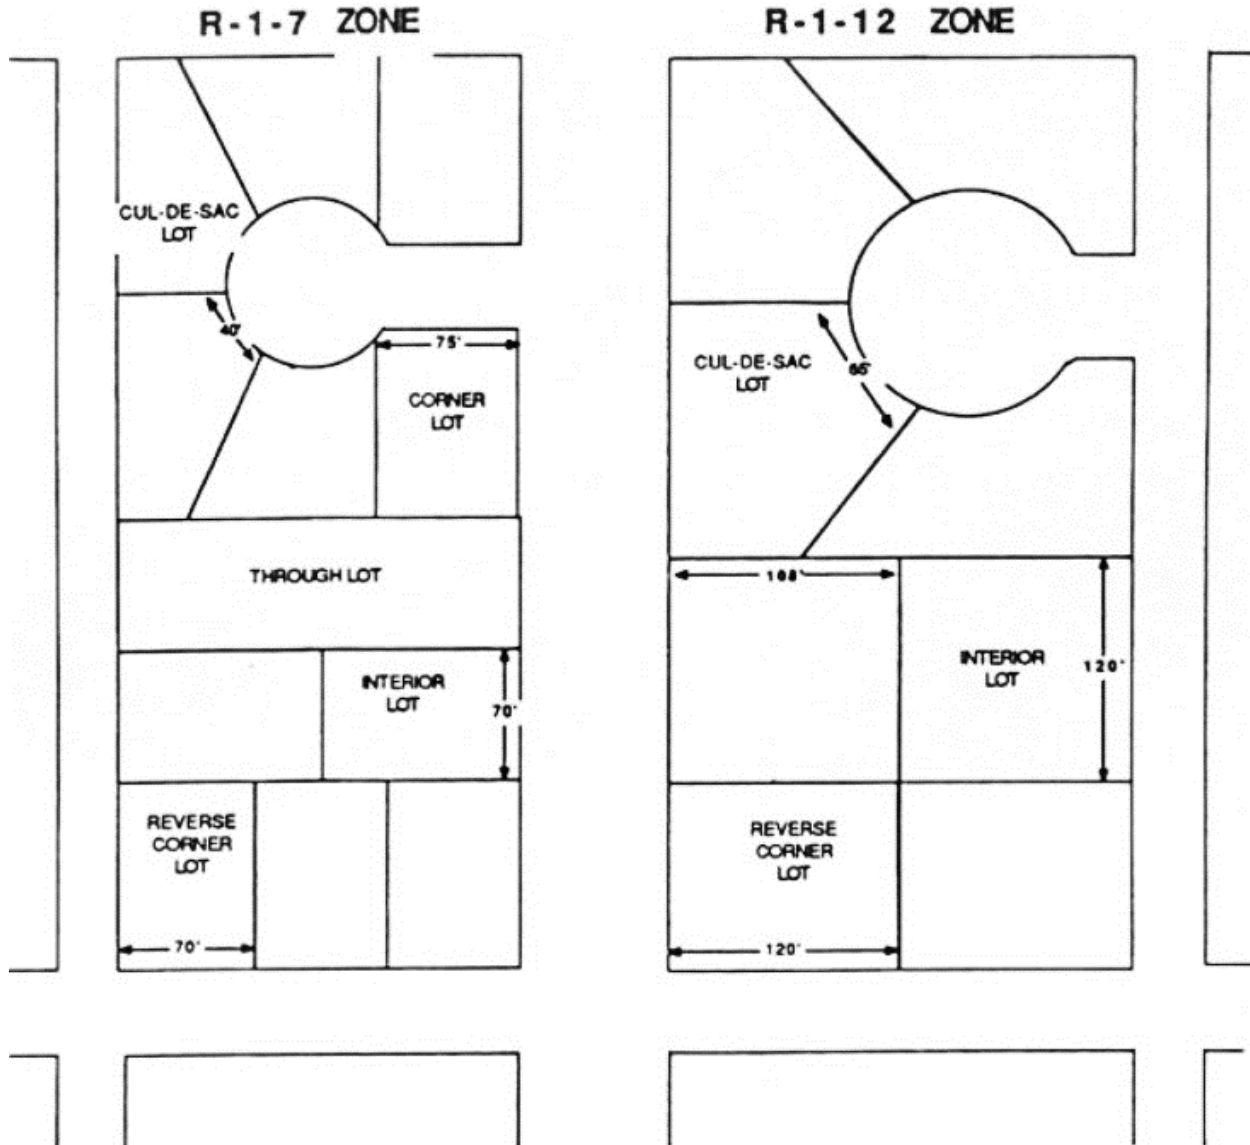 R-1-7 ZONE
CUL-DE-SAC
LOT
40'
75'
CORNER
LOT
THROUGH LOT
INTERIOR
LOT
70'
REVERSE
CORNER
LOT
70'
R-1-12 ZONE
CUL-DE-SAC
LOT
108'
INTERIOR
LOT
120'
REVERSE
CORNER
LOT
120'